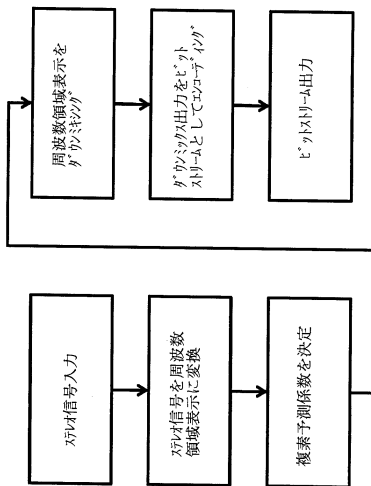 ステレオ信号入力
ステレオ信号を周波数
領域表示に変換
複素予測係数を決定
周波数領域表示を
ダウンミキシング
ダウンミックス出力をビット
ストリームとしてエンコーディング
ビットストリーム出力